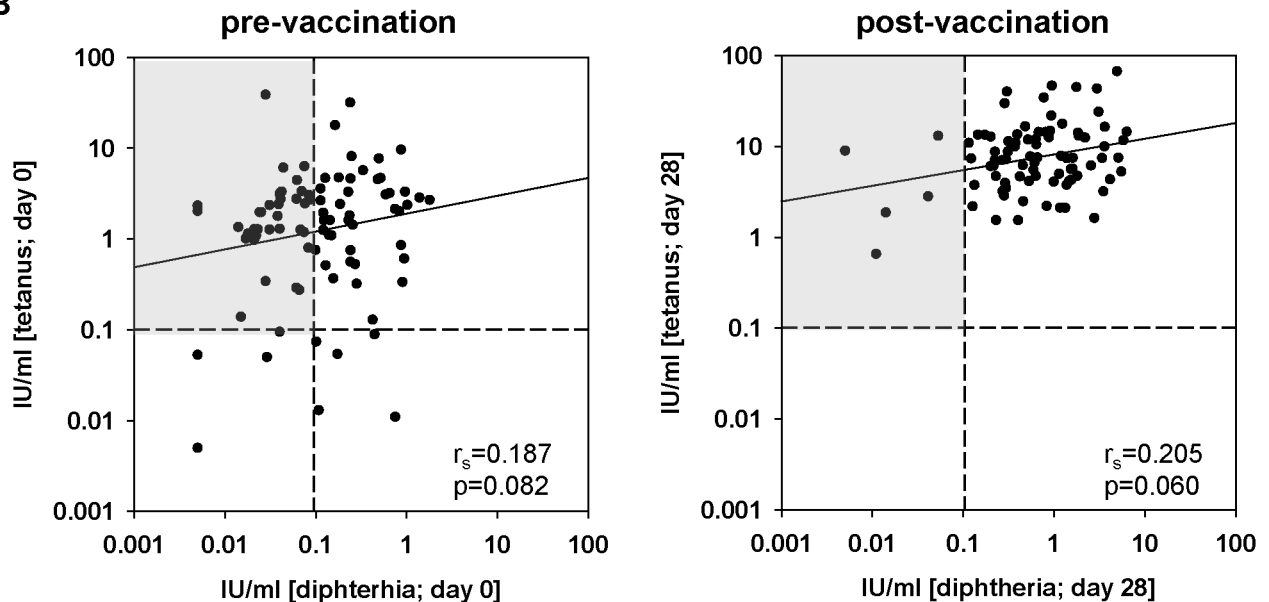 B
pre-vaccination
100
10
1
0.1
0.01
0.001
IU/ml [tetanus; day 0]
rs=0.187
p=0.082
0.001 0.01 0.1 1 10 100
IU/ml [diphterhia; day 0]
post-vaccination
100
10
1
0.1
0.01
0.001
IU/ml [tetanus; day 28]
rs=0.205
p=0.060
0.001 0.01 0.1 1 10 100
IU/ml [diphtheria; day 28]